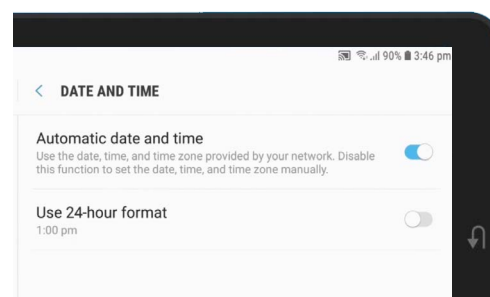 90% 3:46 pm
DATE AND TIME
Automatic date and time
Use the date, time, and time zone provided by your network. Disable
this function to set the date, time, and time zone manually.
Use 24-hour format
1:00 pm